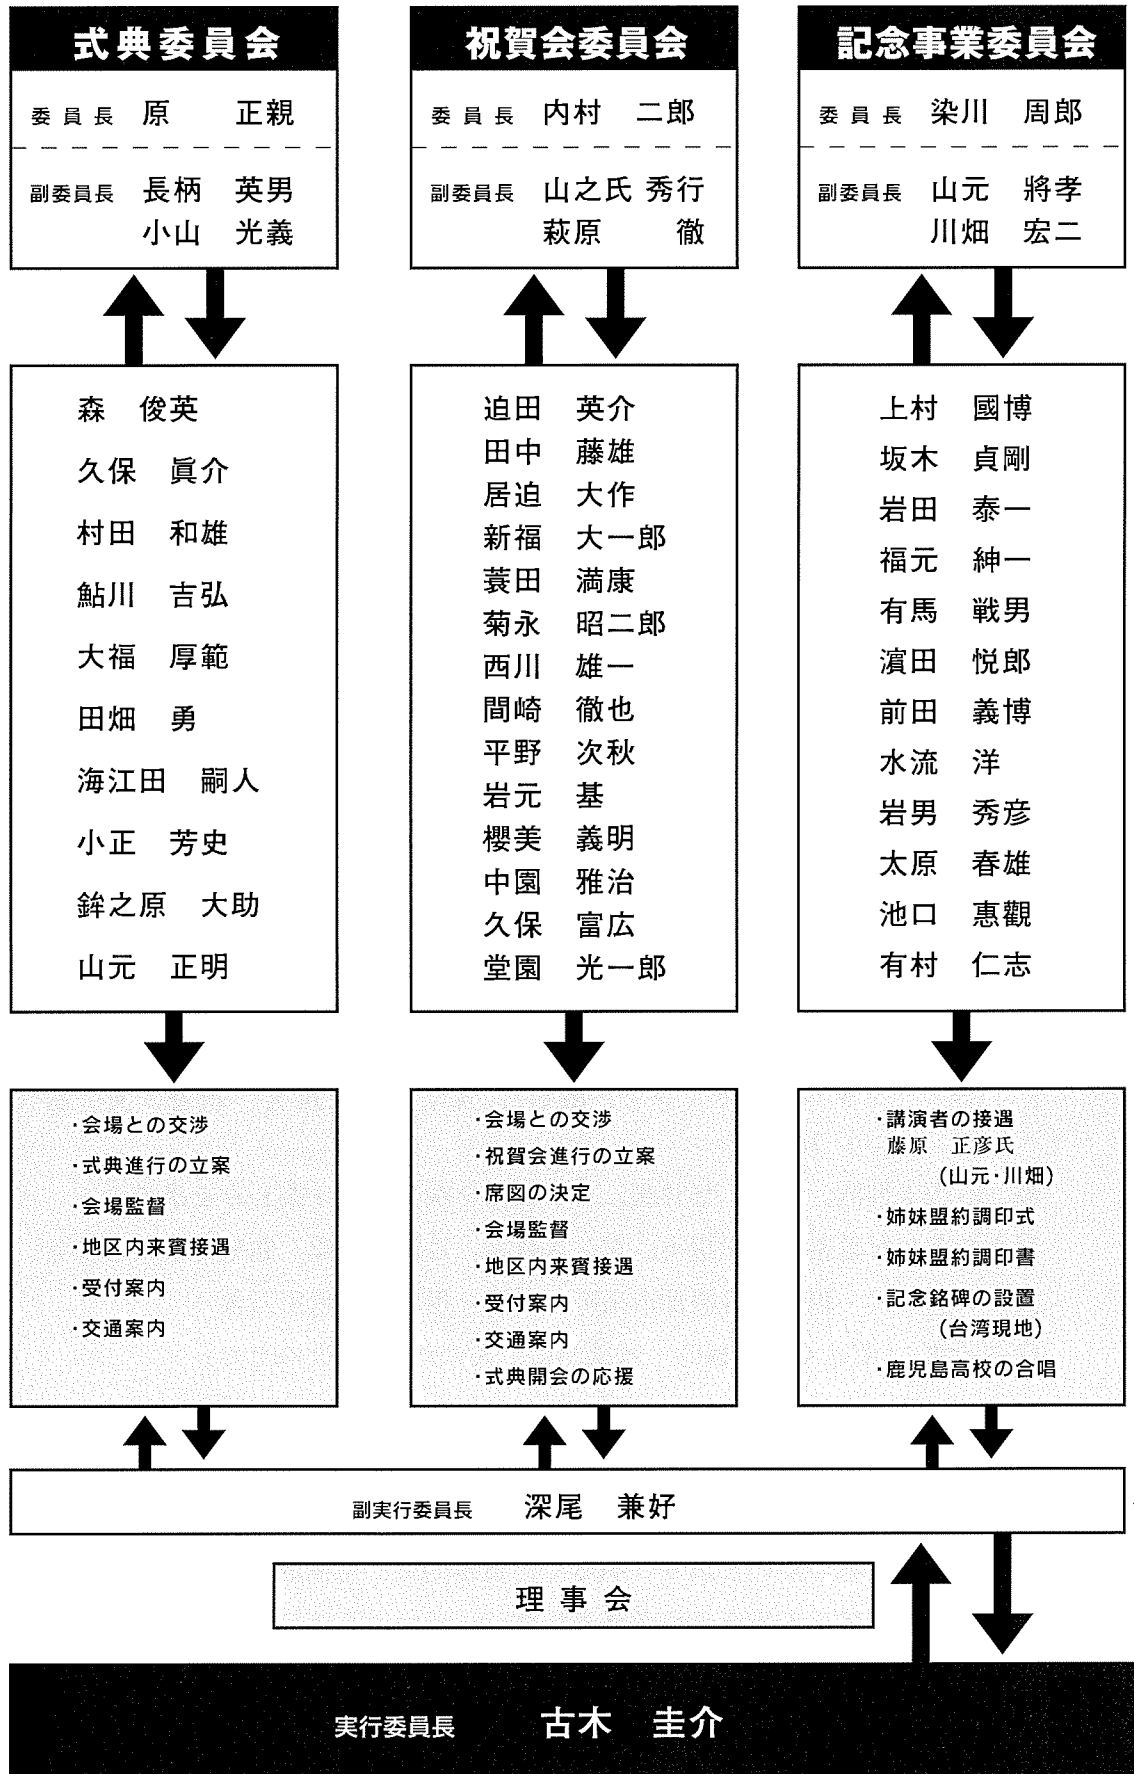 式典委員会
委員長 原 正親
副委員長 長柄 英男
小山 光義
森 俊英
久保 眞介
村田 和雄
鮎川 吉弘
大福 厚範
田畑 勇
海江田 嗣人
小正 芳史
鉾之原 大助
山元 正明
・会場との交渉
・式典進行の立案
・会場監督
・地区内来賓接遇
・受付案内
・交通案内
祝賀会委員会
委員長 内村 二郎
副委員長 山之氏 秀行
萩原 徹
迫田 英介
田中 藤雄
居迫 大作
新福 大一郎
蓑田 満康
菊永 昭二郎
西川 雄一
間崎 徹也
平野 次秋
岩元 基
櫻美 義明
中園 雅治
久保 富広
堂園 光一郎
・会場との交渉
・祝賀会進行の立案
・席図の決定
・会場監督
・地区内来賓接遇
・受付案内
・交通案内
・式典開会の応援
記念事業委員会
委員長 染川 周郎
副委員長 山元 將孝
川畑 宏二
上村 國博
坂木 貞剛
岩田 泰一
福元 紳一
有馬 戦男
濵田 悦郎
前田 義博
水流 洋
岩男 秀彦
太原 春雄
池口 惠觀
有村 仁志
・講演者の接遇
藤原 正彦氏
(山元・川畑)
・姉妹盟約調印式
・姉妹盟約調印書
・記念銘碑の設置
(台湾現地)
・鹿児島高校の合唱
副実行委員長 深尾 兼好
理事会
実行委員長 古木 圭介